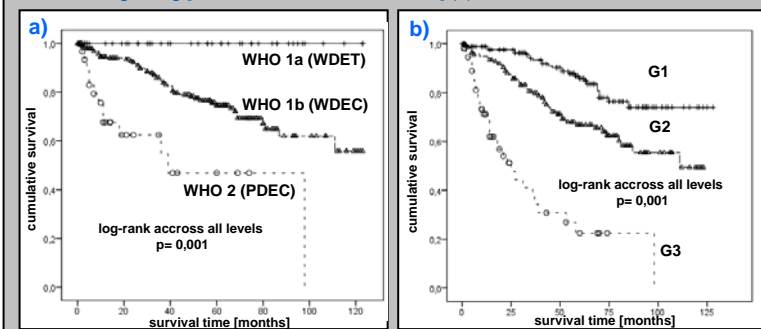 a)
cumulative survival
1,0
0,8
0,6
0,4
0,2
0,0
WHO 1a (WDET)
WHO 1b (WDEC)
WHO 2 (PDEC)
log-rank accross all levels
p= 0,001
0
20
40
60
80
100
120
survival time [months]
b)
cumulative survival
1,0
0,8
0,6
0,4
0,2
0,0
G1
G2
log-rank accross all levels
p= 0,001
G3
0
25
50
75
100
125
survival time [months]